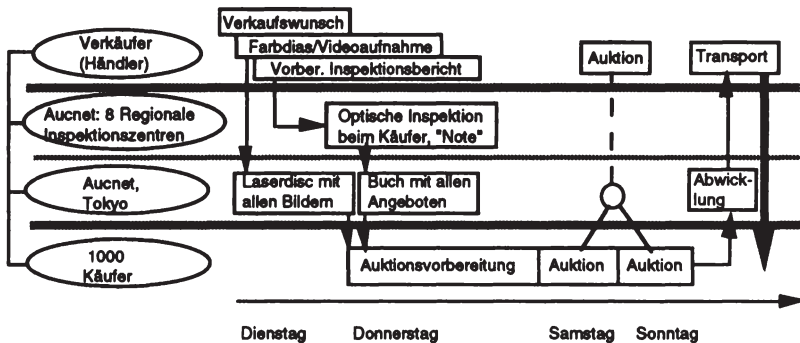 Verkaufswunsch
Farbdias/Videoaufnahme
Vorber. Inspektionsbericht
Verkäufer
(Händler)
Auktion
Transport
Aucnet: 8 Regionale
Inspektionszentren
Optische Inspektion
beim Käufer, "Note"
Aucnet,
Tokyo
Laserdisc mit
allen Bildern
Buch mit allen
Angeboten
Abwick-
lung
1000
Käufer
Auktionsvorbereitung
Auktion
Auktion
Dienstag
Donnerstag
Samstag
Sonntag